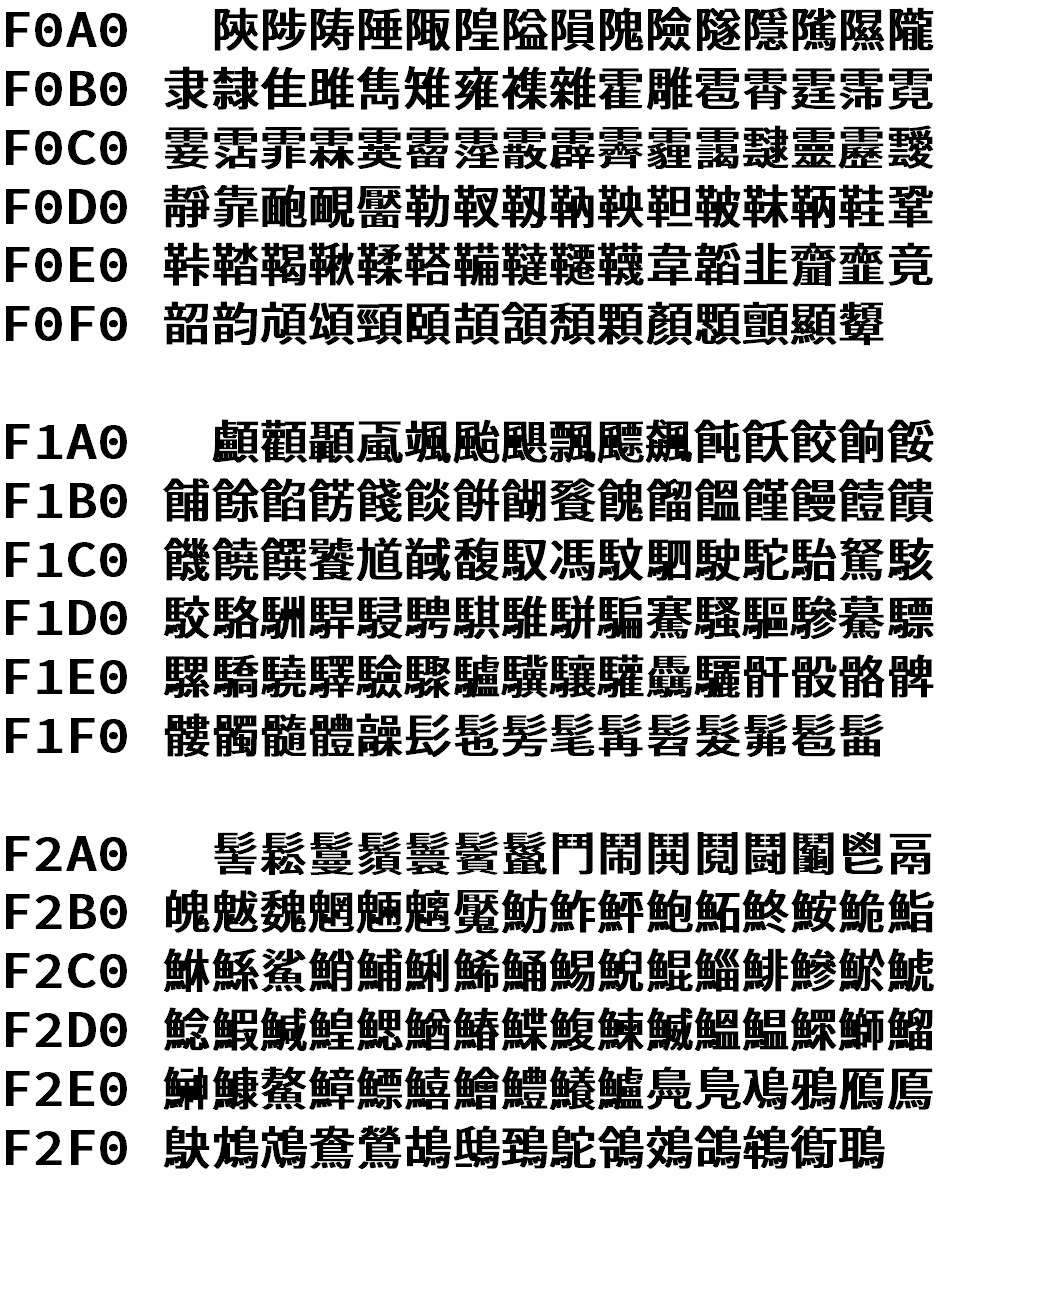 F0A0 陝陟陦陲陬隍隘隕隗險隧隱隲隰隴
F0B0 隶隸隹雎雋雉雍襍雜霍雕雹霄霆霈霓
F0C0 霎霑霏霖霙霤霪霰霹霽霾靄靆靈靂靉
F0D0 靜靠靤靦靨勒靫靱靹鞅靼鞁靺鞆鞋鞏
F0E0 鞐鞜鞨鞦鞣鞳鞴韃韆韈韋韜韭齏韲竟
F0F0 韶韵頏頌頸頤頡頷頽顆顏顋顫顯顰
F1A0 顱顴顳颪颯颱颶飄飃飆飩飫餃餉餒
F1B0 餔餘餡餝餞餤餠餬餮餽餾饂饉饅饐饋
F1C0 饑饒饌饕馗馘馥馭馮馼駟駛駝駘駑駭
F1D0 駮駱駲駻駸騁騏騅駢騙騫騷驅驂驀驃
F1E0 騾驕驍驛驗驟驢驥驤驩驫驪骭骰骼髀
F1F0 髏髑髓體髞髟髢髣髦髯髫髮髴髱髷
F2A0 髻鬆鬘鬚鬟鬢鬣鬥鬧鬨鬩鬪鬮鬯鬲
F2B0 魄魃魏魍魎魑魘魴鮓鮃鮑鮖鮗鮟鮠鮨
F2C0 鮴鯀鯊鮹鯆鯏鯑鯒鯣鯢鯤鯔鯡鰺鯲鯱
F2D0 鯰鰕鰔鰉鰓鰌鰆鰈鰒鰊鰄鰮鰛鰥鰤鰡
F2E0 鰰鱇鰲鱆鰾鱚鱠鱧鱶鱸鳧鳬鳰鴉鴈鳫
F2F0 鴃鴆鴪鴦鶯鴣鴟鵄鴕鴒鵁鴿鴾鵆鵈